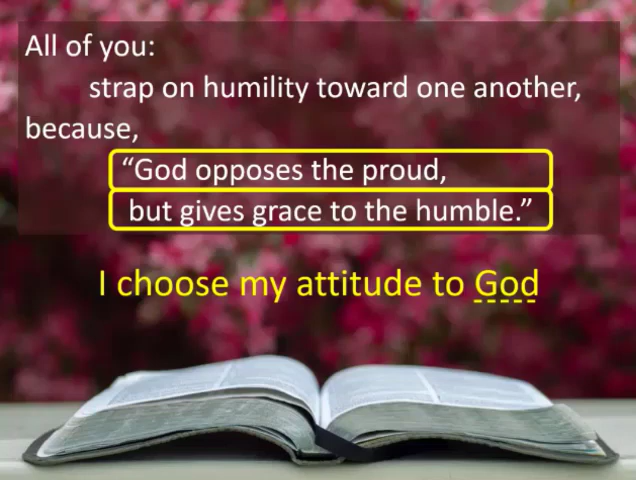 All of you:
strap on humility toward one another,
because,
“God opposes the proud,
but gives grace to the humble.”
I choose my attitude to God